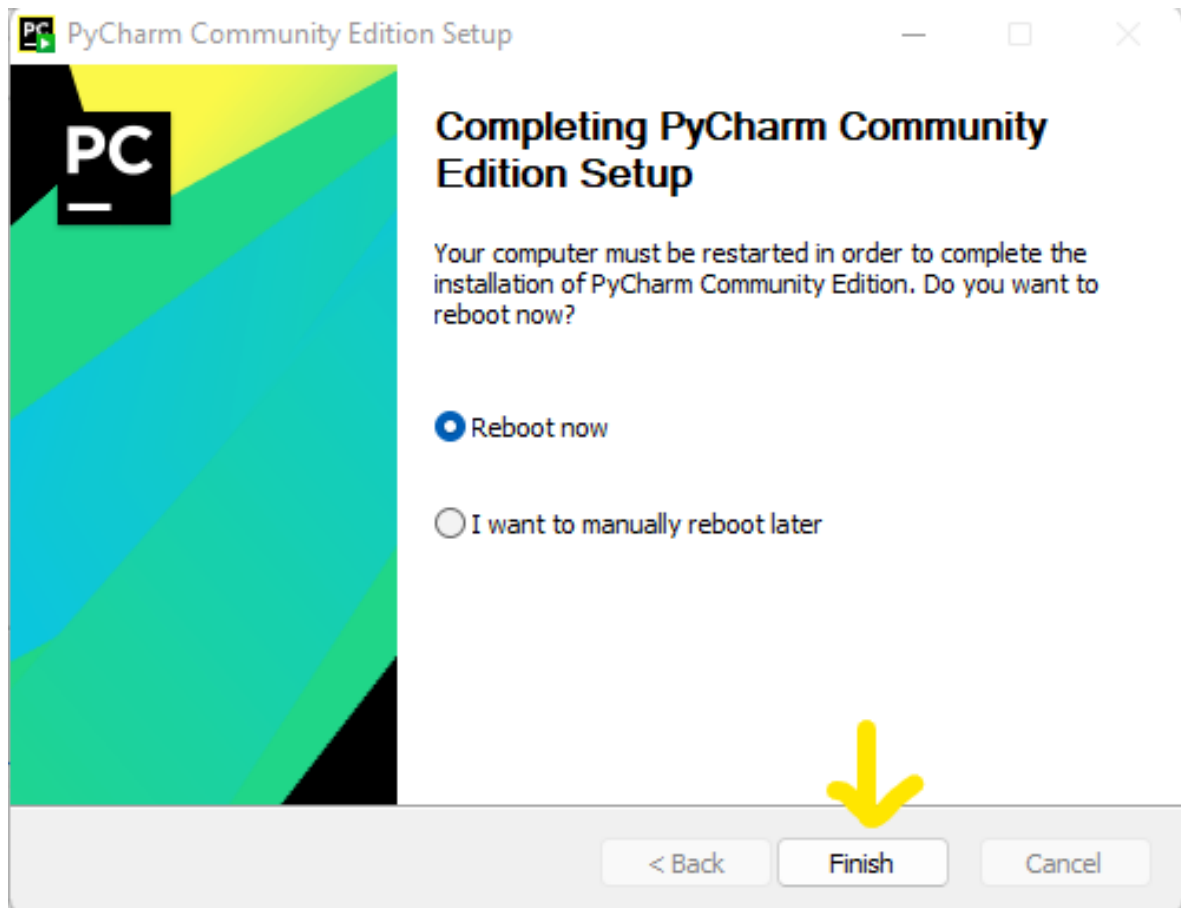 PyCharm Community Edition Setup
PC
Completing PyCharm Community
Edition Setup
Your computer must be restarted in order to complete the
installation of PyCharm Community Edition. Do you want to
reboot now?
Reboot now
I want to manually reboot later
< Back Finish Cancel